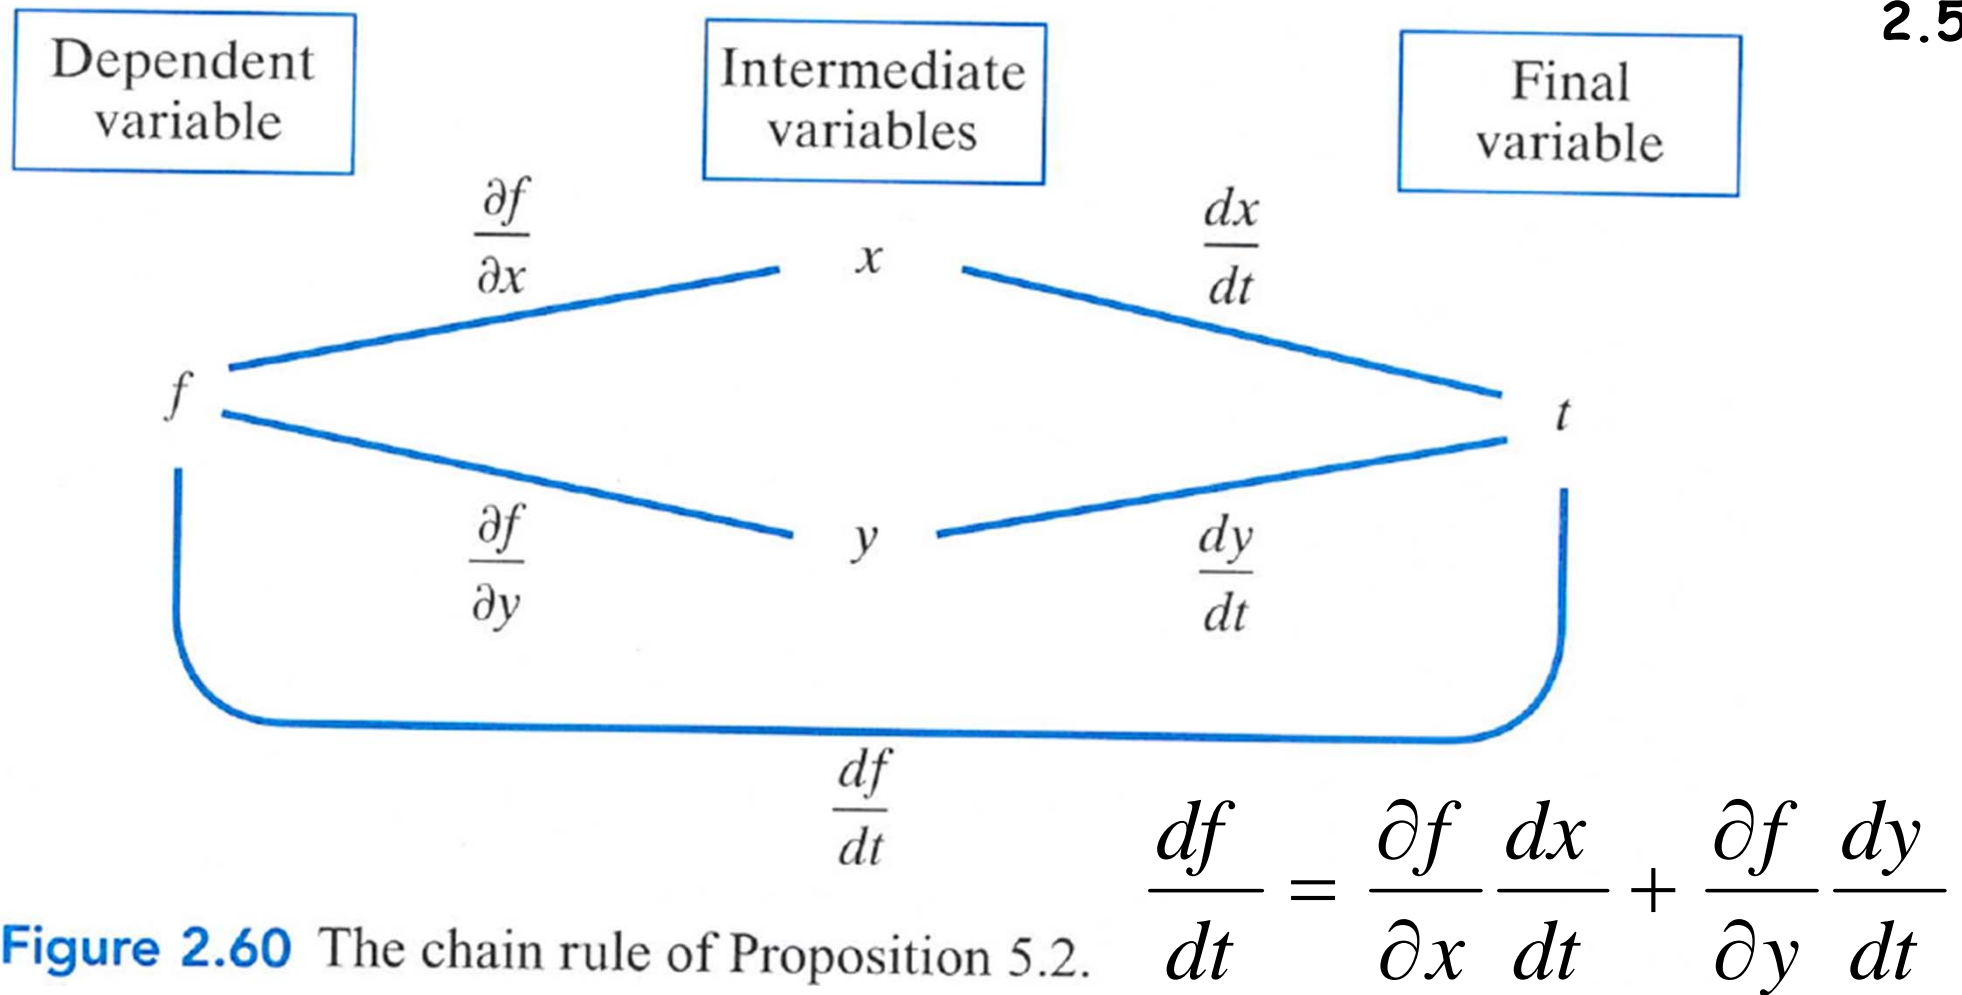 2.5
Dependent
variable
Intermediate
variables
Final
variable
∂f/∂x
x
dx/dt
f
t
∂f/∂y
y
dy/dt
df/dt
df/dt = ∂f/∂x dx/dt + ∂f/∂y dy/dt
Figure 2.60 The chain rule of Proposition 5.2.